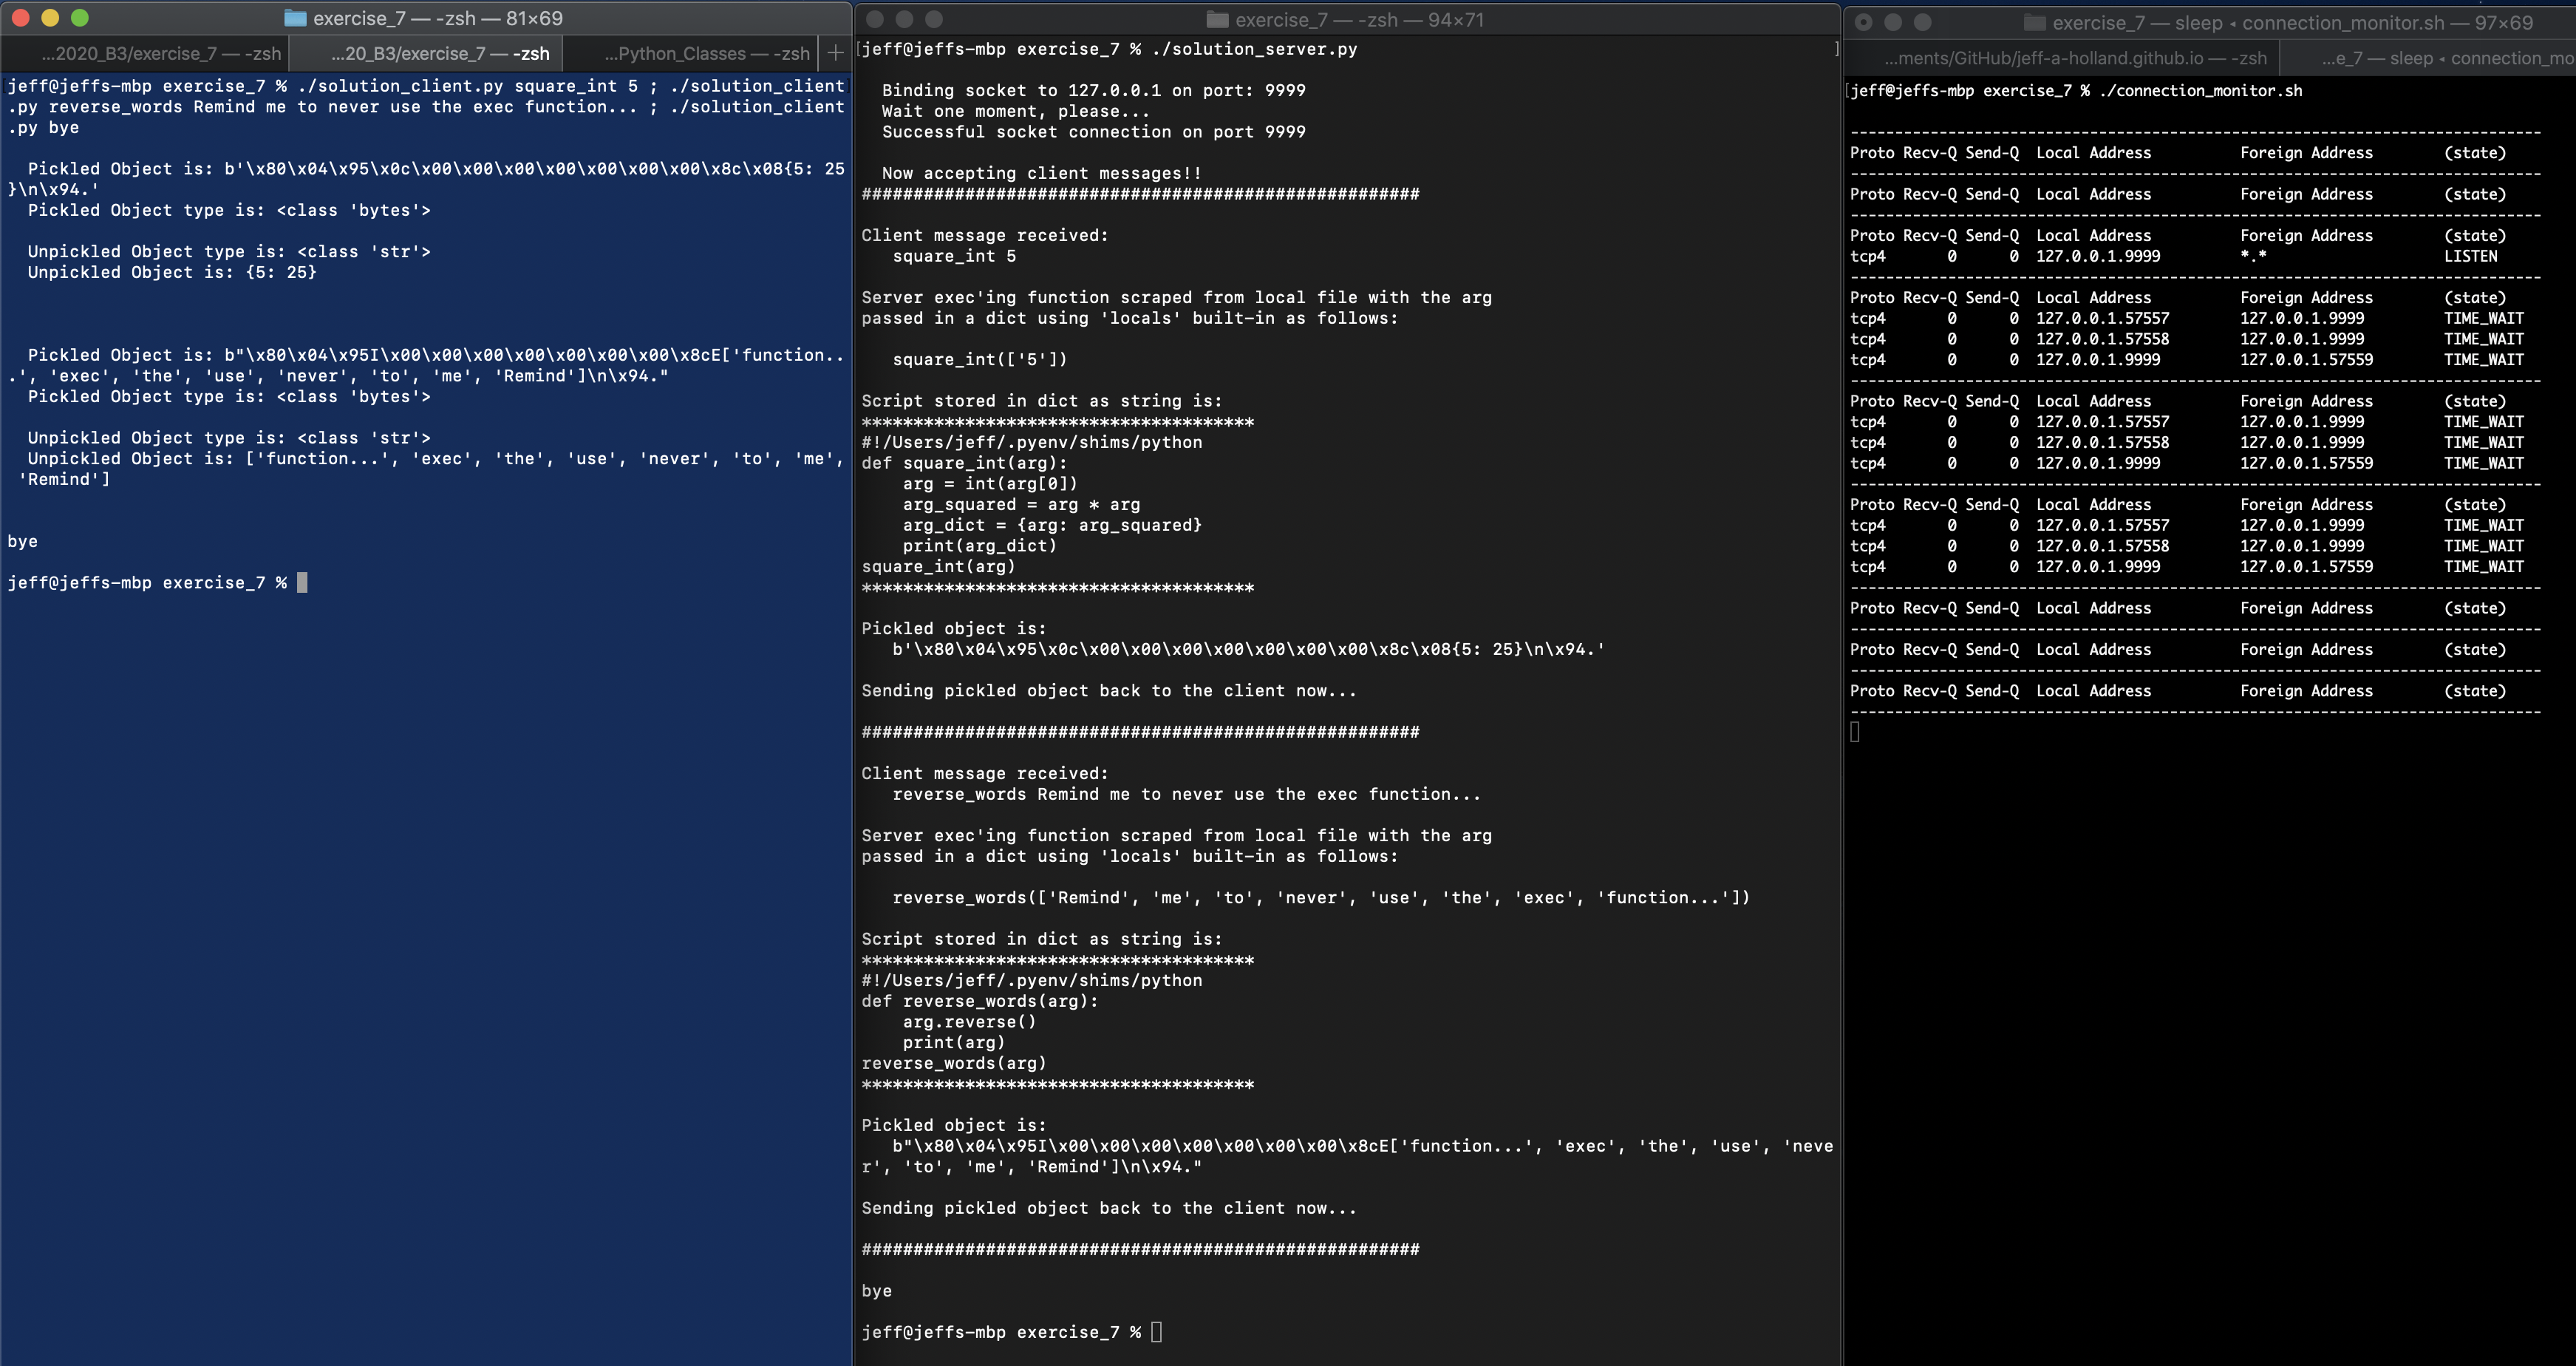 exercise_7 — -zsh — 81×69
...2020_B3/exercise_7 — -zsh
...20_B3/exercise_7 — -zsh
...Python_Classes — -zsh
+
[jeff@jeffs-mbp exercise_7 % ./solution_client.py square_int 5 ; ./solution_client]
.py reverse_words Remind me to never use the exec function... ; ./solution_client
.py bye
Pickled Object is: b'\x80\x04\x95\x0c\x00\x00\x00\x00\x00\x00\x00\x8c\x08{5: 25
}\n\x94.'
Pickled Object type is: <class 'bytes'>
Unpickled Object type is: <class 'str'>
Unpickled Object is: {5: 25}
Pickled Object is: b"\x80\x04\x95I\x00\x00\x00\x00\x00\x00\x00\x8cE['function..
.', 'exec', 'the', 'use', 'never', 'to', 'me', 'Remind']\n\x94."
Pickled Object type is: <class 'bytes'>
Unpickled Object type is: <class 'str'>
Unpickled Object is: ['function...', 'exec', 'the', 'use', 'never', 'to', 'me',
'Remind']
bye
jeff@jeffs-mbp exercise_7 %
exercise_7 — -zsh — 94×71
[jeff@jeffs-mbp exercise_7 % ./solution_server.py ]
Binding socket to 127.0.0.1 on port: 9999
Wait one moment, please...
Successful socket connection on port 9999
Now accepting client messages!!
######################################################
Client message received:
square_int 5
Server exec'ing function scraped from local file with the arg
passed in a dict using 'locals' built-in as follows:
square_int(['5'])
Script stored in dict as string is:
**************************************
#!/Users/jeff/.pyenv/shims/python
def square_int(arg):
arg = int(arg[0])
arg_squared = arg * arg
arg_dict = {arg: arg_squared}
print(arg_dict)
square_int(arg)
**************************************
Pickled object is:
b'\x80\x04\x95\x0c\x00\x00\x00\x00\x00\x00\x00\x8c\x08{5: 25}\n\x94.'
Sending pickled object back to the client now...
######################################################
Client message received:
reverse_words Remind me to never use the exec function...
Server exec'ing function scraped from local file with the arg
passed in a dict using 'locals' built-in as follows:
reverse_words(['Remind', 'me', 'to', 'never', 'use', 'the', 'exec', 'function...'])
Script stored in dict as string is:
**************************************
#!/Users/jeff/.pyenv/shims/python
def reverse_words(arg):
arg.reverse()
print(arg)
reverse_words(arg)
**************************************
Pickled object is:
b"\x80\x04\x95I\x00\x00\x00\x00\x00\x00\x00\x8cE['function...', 'exec', 'the', 'use', 'neve
r', 'to', 'me', 'Remind']\n\x94."
Sending pickled object back to the client now...
######################################################
bye
jeff@jeffs-mbp exercise_7 %
exercise_7 — sleep ◂ connection_monitor.sh — 97×69
...ments/GitHub/jeff-a-holland.github.io — -zsh
...e_7 — sleep ◂ connection_mo
[jeff@jeffs-mbp exercise_7 % ./connection_monitor.sh
---------------------------------------------------------------------------------
Proto Recv-Q Send-Q Local Address Foreign Address (state)
---------------------------------------------------------------------------------
Proto Recv-Q Send-Q Local Address Foreign Address (state)
---------------------------------------------------------------------------------
Proto Recv-Q Send-Q Local Address Foreign Address (state)
tcp4 0 0 127.0.0.1.9999 *.* LISTEN
---------------------------------------------------------------------------------
Proto Recv-Q Send-Q Local Address Foreign Address (state)
tcp4 0 0 127.0.0.1.57557 127.0.0.1.9999 TIME_WAIT
tcp4 0 0 127.0.0.1.57558 127.0.0.1.9999 TIME_WAIT
tcp4 0 0 127.0.0.1.9999 127.0.0.1.57559 TIME_WAIT
---------------------------------------------------------------------------------
Proto Recv-Q Send-Q Local Address Foreign Address (state)
tcp4 0 0 127.0.0.1.57557 127.0.0.1.9999 TIME_WAIT
tcp4 0 0 127.0.0.1.57558 127.0.0.1.9999 TIME_WAIT
tcp4 0 0 127.0.0.1.9999 127.0.0.1.57559 TIME_WAIT
---------------------------------------------------------------------------------
Proto Recv-Q Send-Q Local Address Foreign Address (state)
tcp4 0 0 127.0.0.1.57557 127.0.0.1.9999 TIME_WAIT
tcp4 0 0 127.0.0.1.57558 127.0.0.1.9999 TIME_WAIT
tcp4 0 0 127.0.0.1.9999 127.0.0.1.57559 TIME_WAIT
---------------------------------------------------------------------------------
Proto Recv-Q Send-Q Local Address Foreign Address (state)
---------------------------------------------------------------------------------
Proto Recv-Q Send-Q Local Address Foreign Address (state)
---------------------------------------------------------------------------------
Proto Recv-Q Send-Q Local Address Foreign Address (state)
---------------------------------------------------------------------------------